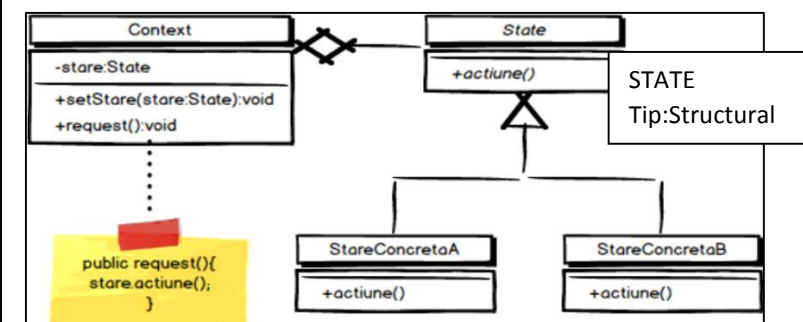 Context
-stare:State
+setStare(stare:State):void
+request():void
State
+actiune()
STATE
Tip:Structural
public request(){
stare.actiune();
}
StareConcretaA
+actiune()
StareConcretaB
+actiune()